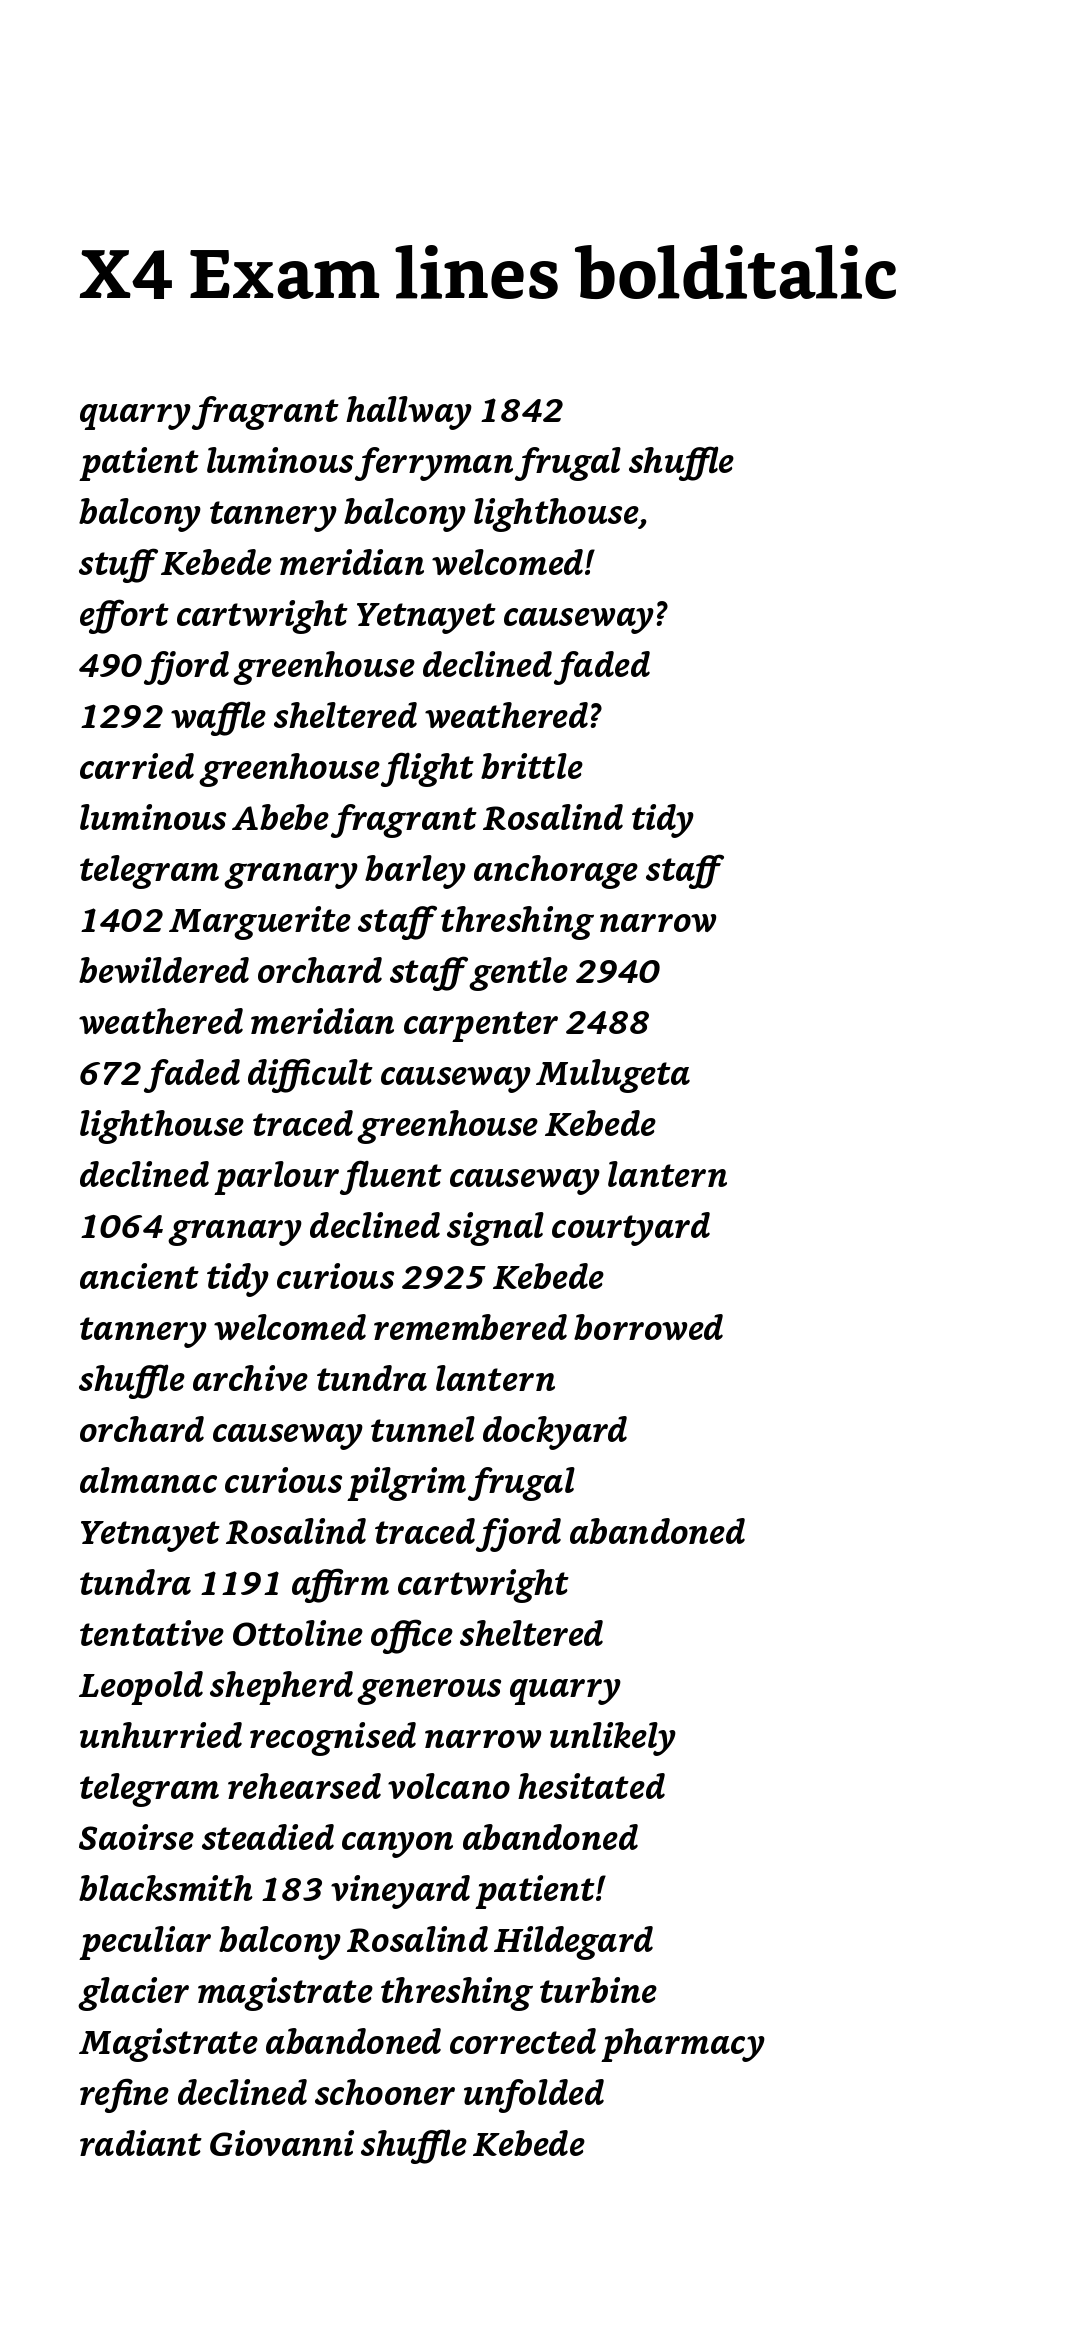 X4 Exam lines bolditalic
quarry fragrant hallway 1842
patient luminous ferryman frugal shuffle
balcony tannery balcony lighthouse,
stuff Kebede meridian welcomed!
effort cartwright Yetnayet causeway?
490 fjord greenhouse declined faded
1292 waffle sheltered weathered?
carried greenhouse flight brittle
luminous Abebe fragrant Rosalind tidy
telegram granary barley anchorage staff
1402 Marguerite staff threshing narrow
bewildered orchard staff gentle 2940
weathered meridian carpenter 2488
672 faded difficult causeway Mulugeta
lighthouse traced greenhouse Kebede
declined parlour fluent causeway lantern
1064 granary declined signal courtyard
ancient tidy curious 2925 Kebede
tannery welcomed remembered borrowed
shuffle archive tundra lantern
orchard causeway tunnel dockyard
almanac curious pilgrim frugal
Yetnayet Rosalind traced fjord abandoned
tundra 1191 affirm cartwright
tentative Ottoline office sheltered
Leopold shepherd generous quarry
unhurried recognised narrow unlikely
telegram rehearsed volcano hesitated
Saoirse steadied canyon abandoned
blacksmith 183 vineyard patient!
peculiar balcony Rosalind Hildegard
glacier magistrate threshing turbine
Magistrate abandoned corrected pharmacy
refine declined schooner unfolded
radiant Giovanni shuffle Kebede